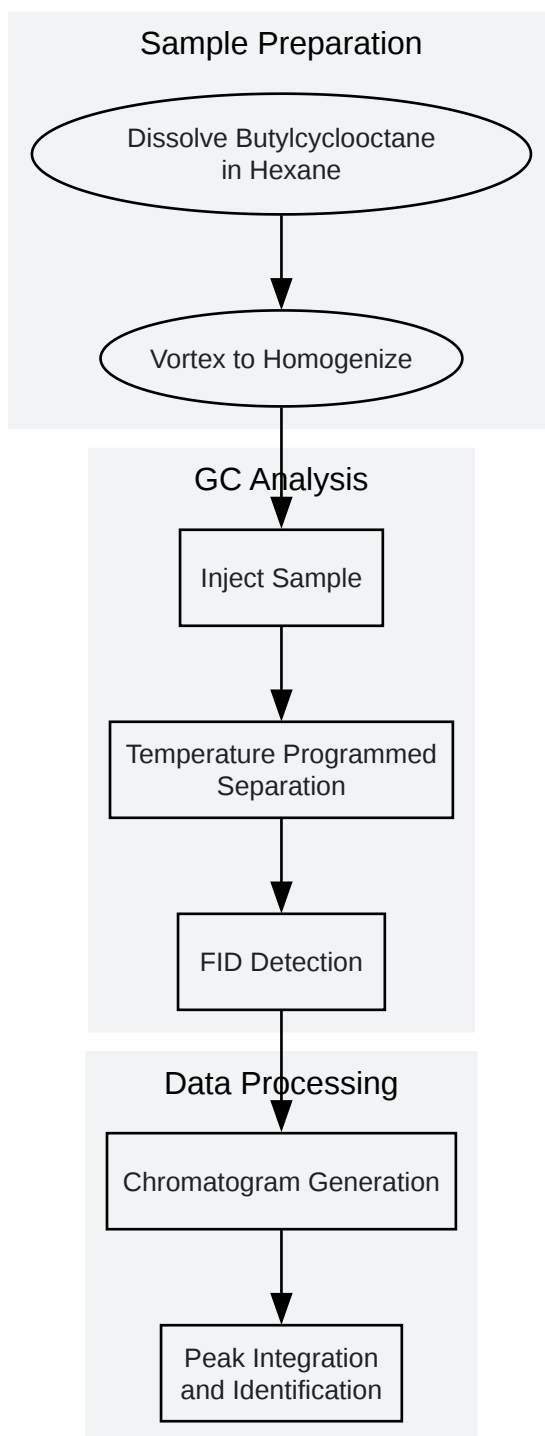 Sample Preparation
Dissolve Butylcyclooctane
in Hexane
Vortex to Homogenize
GC Analysis
Inject Sample
Temperature Programmed
Separation
FID Detection
Data Processing
Chromatogram Generation
Peak Integration
and Identification